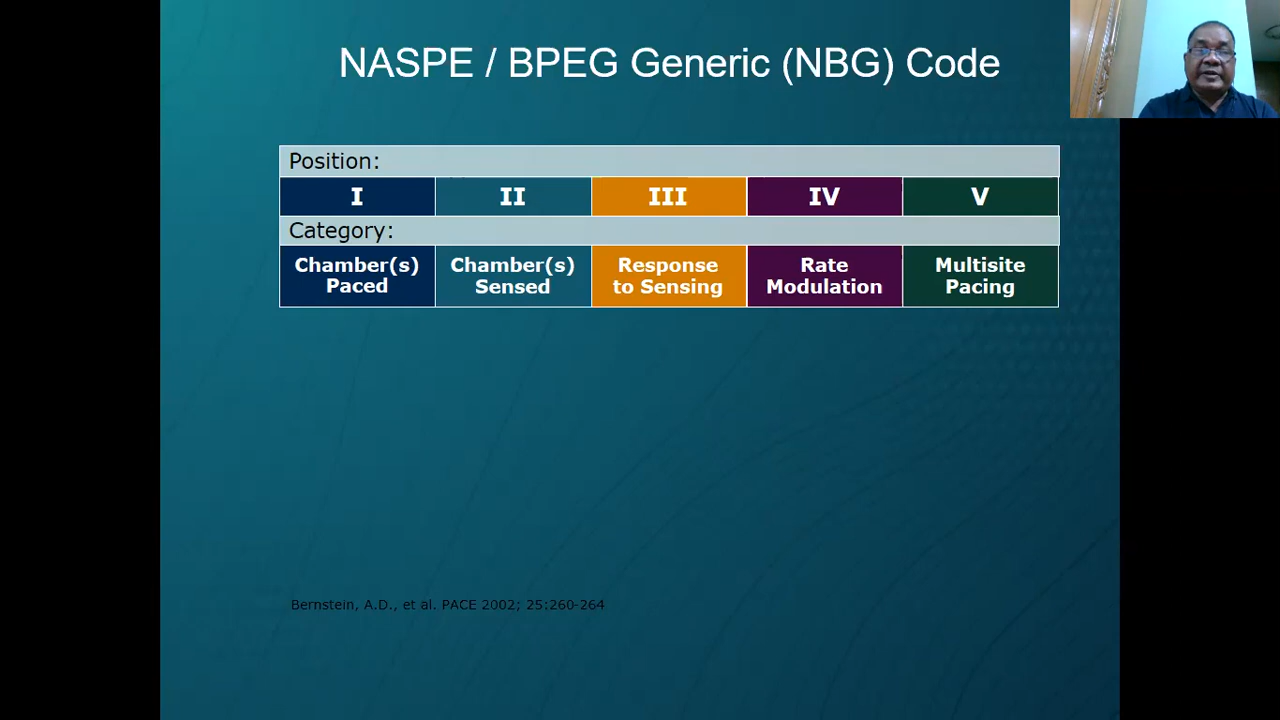 NASPE / BPEG Generic (NBG) Code
Position:
I II III IV V
Category:
Chamber(s) Paced Chamber(s) Sensed Response to Sensing Rate Modulation Multisite Pacing
Bernstein, A.D., et al. PACE 2002; 25:260-264